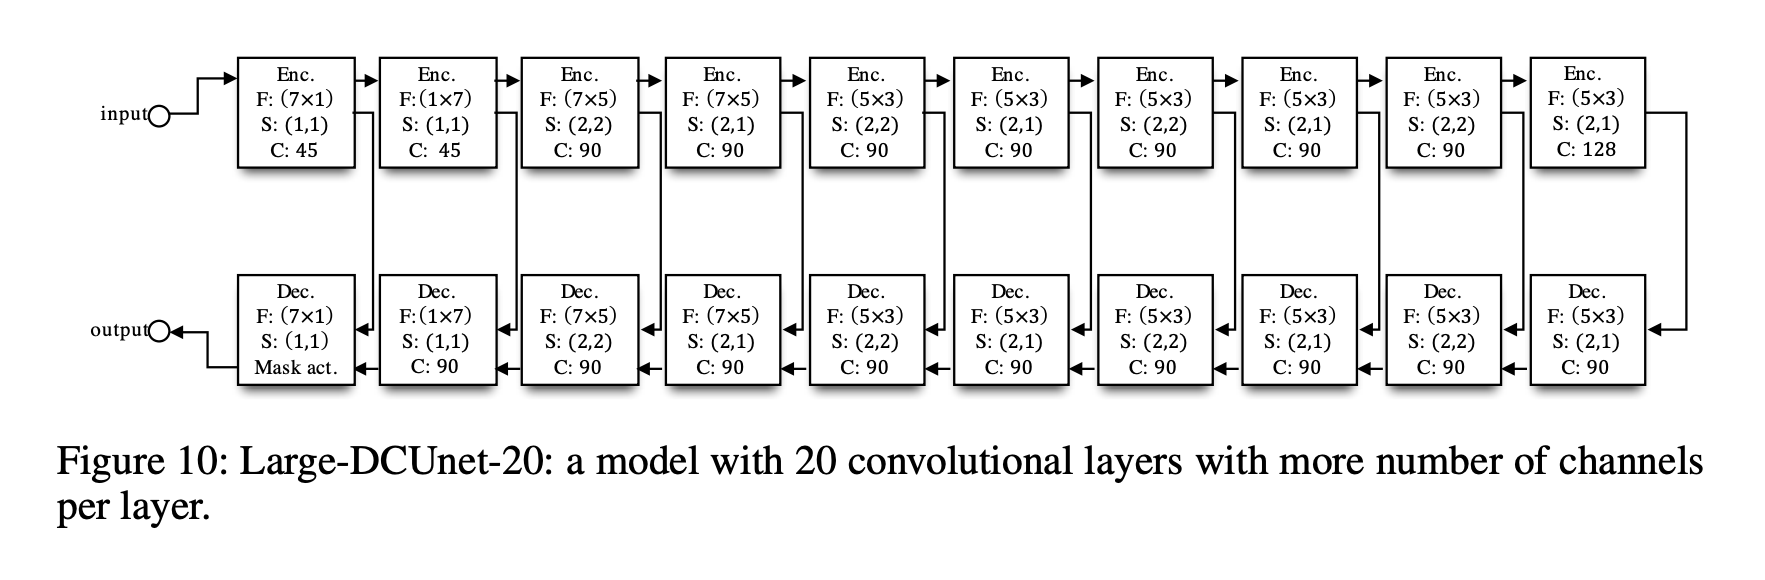 input
Enc.
F: (7×1)
S: (1,1)
C: 45
Enc.
F:(1×7)
S: (1,1)
C: 45
Enc.
F: (7×5)
S: (2,2)
C: 90
Enc.
F: (7×5)
S: (2,1)
C: 90
Enc.
F: (5×3)
S: (2,2)
C: 90
Enc.
F: (5×3)
S: (2,1)
C: 90
Enc.
F: (5×3)
S: (2,2)
C: 90
Enc.
F: (5×3)
S: (2,1)
C: 90
Enc.
F: (5×3)
S: (2,2)
C: 90
Enc.
F: (5×3)
S: (2,1)
C: 128
output
Dec.
F: (7×1)
S: (1,1)
Mask act.
Dec.
F:(1×7)
S: (1,1)
C: 90
Dec.
F: (7×5)
S: (2,2)
C: 90
Dec.
F: (7×5)
S: (2,1)
C: 90
Dec.
F: (5×3)
S: (2,2)
C: 90
Dec.
F: (5×3)
S: (2,1)
C: 90
Dec.
F: (5×3)
S: (2,2)
C: 90
Dec.
F: (5×3)
S: (2,1)
C: 90
Dec.
F: (5×3)
S: (2,2)
C: 90
Dec.
F: (5×3)
S: (2,1)
C: 90
Figure 10: Large-DCUnet-20: a model with 20 convolutional layers with more number of channels
per layer.